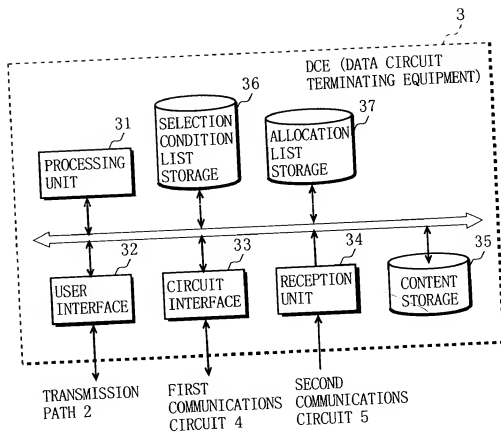 3
DCE (DATA CIRCUIT
TERMINATING EQUIPMENT)
36
37
31
SELECTION
CONDITION
LIST
STORAGE
ALLOCATION
LIST
STORAGE
PROCESSING
UNIT
32
33
34
35
USER
INTERFACE
CIRCUIT
INTERFACE
RECEPTION
UNIT
CONTENT
STORAGE
TRANSMISSION
PATH 2
FIRST
COMMUNICATIONS
CIRCUIT 4
SECOND
COMMUNICATIONS
CIRCUIT 5